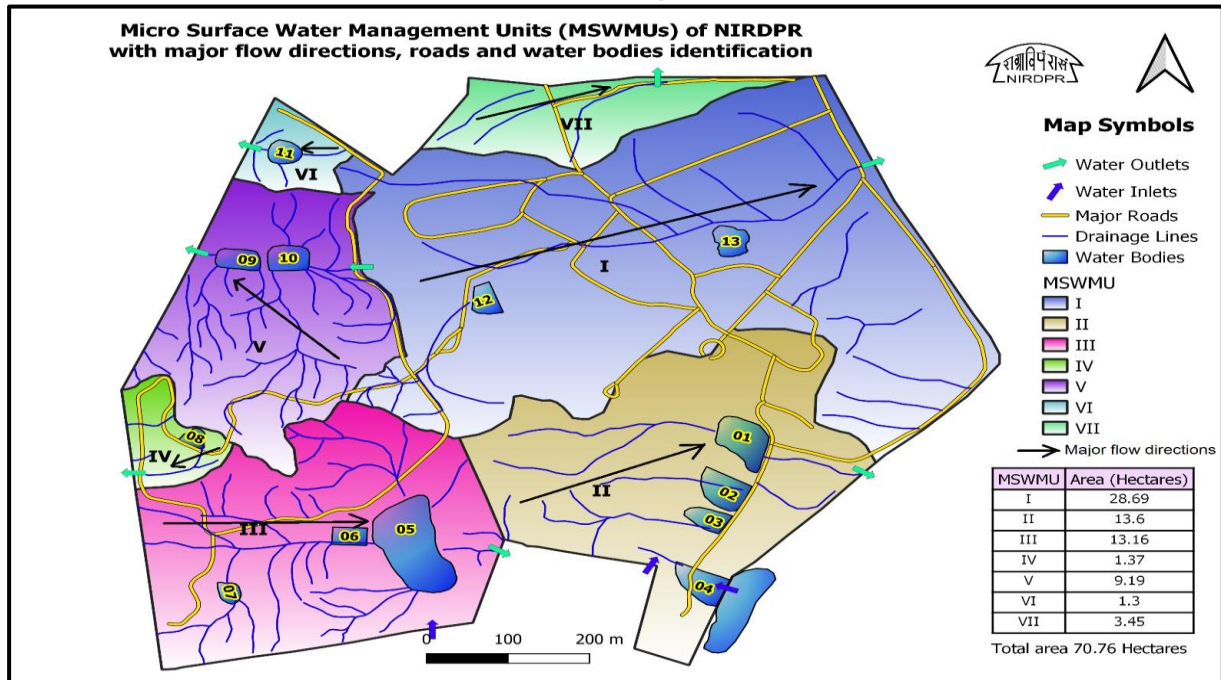 Micro Surface Water Management Units (MSWMUs) of NIRDPR
with major flow directions, roads and water bodies identification
NIRDPR
Map Symbols
Water Outlets
Water Inlets
Major Roads
Drainage Lines
Water Bodies
MSWMU
I
II
III
IV
V
VI
VII
Major flow directions
MSWMU Area (Hectares)
I 28.69
II 13.6
III 13.16
IV 1.37
V 9.19
VI 1.3
VII 3.45
Total area 70.76 Hectares
VII
11
VI
13
09
10
I
12
V
08
01
IV
02
II
03
05
III
06
04
07
0 100 200 m